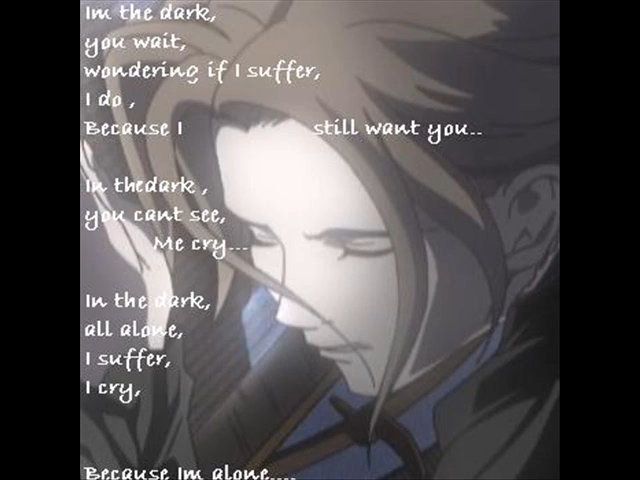 Im the dark,
you wait,
wondering if I suffer,
I do ,
Because I still want you..
In thedark ,
you cant see,
Me cry...
In the dark,
all alone,
I suffer,
I cry,
Because Im alone....